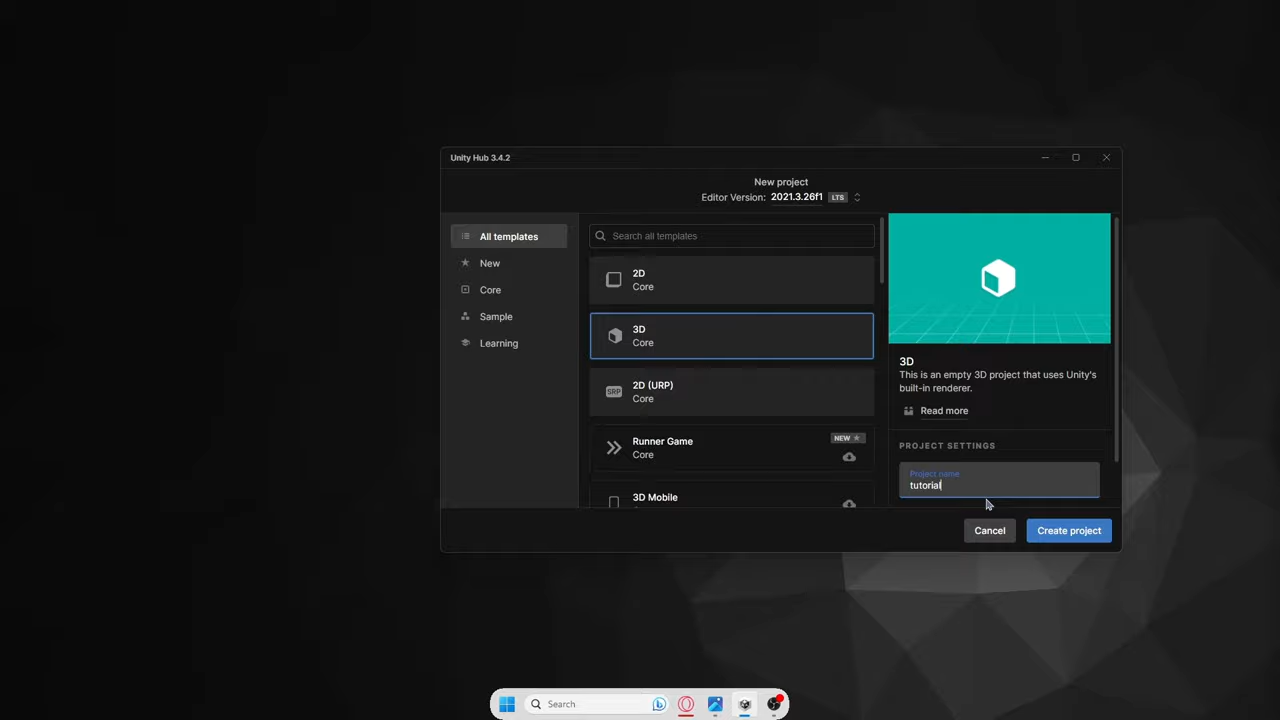 Unity Hub 3.4.2
New project
Editor Version: 2021.3.26f1 LTS
All templates
New
Core
Sample
Learning
Search all templates
2D
Core
3D
Core
SRP
2D (URP)
Core
Runner Game
Core
NEW
3D Mobile
3D
This is an empty 3D project that uses Unity's
built-in renderer.
Read more
PROJECT SETTINGS
Project name
tutorial
Cancel
Create project
Search